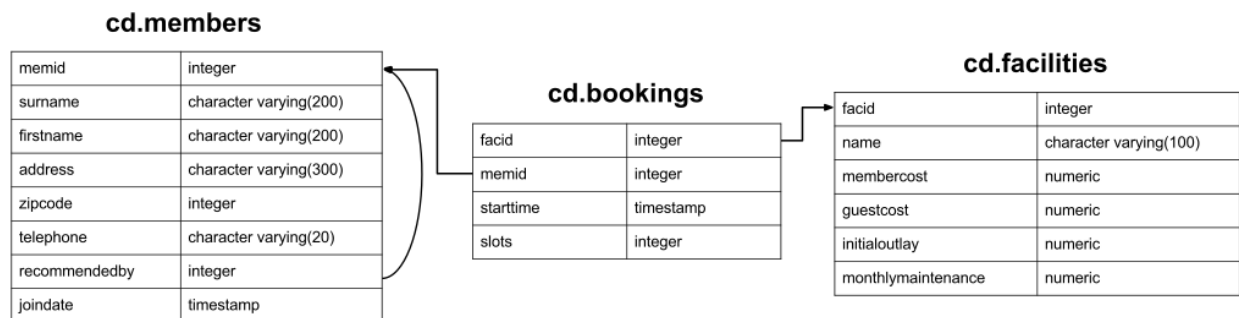 cd.members
memid integer
surname character varying(200)
firstname character varying(200)
address character varying(300)
zipcode integer
telephone character varying(20)
recommendedby integer
joindate timestamp
cd.bookings
facid integer
memid integer
starttime timestamp
slots integer
cd.facilities
facid integer
name character varying(100)
membercost numeric
guestcost numeric
initialoutlay numeric
monthlymaintenance numeric